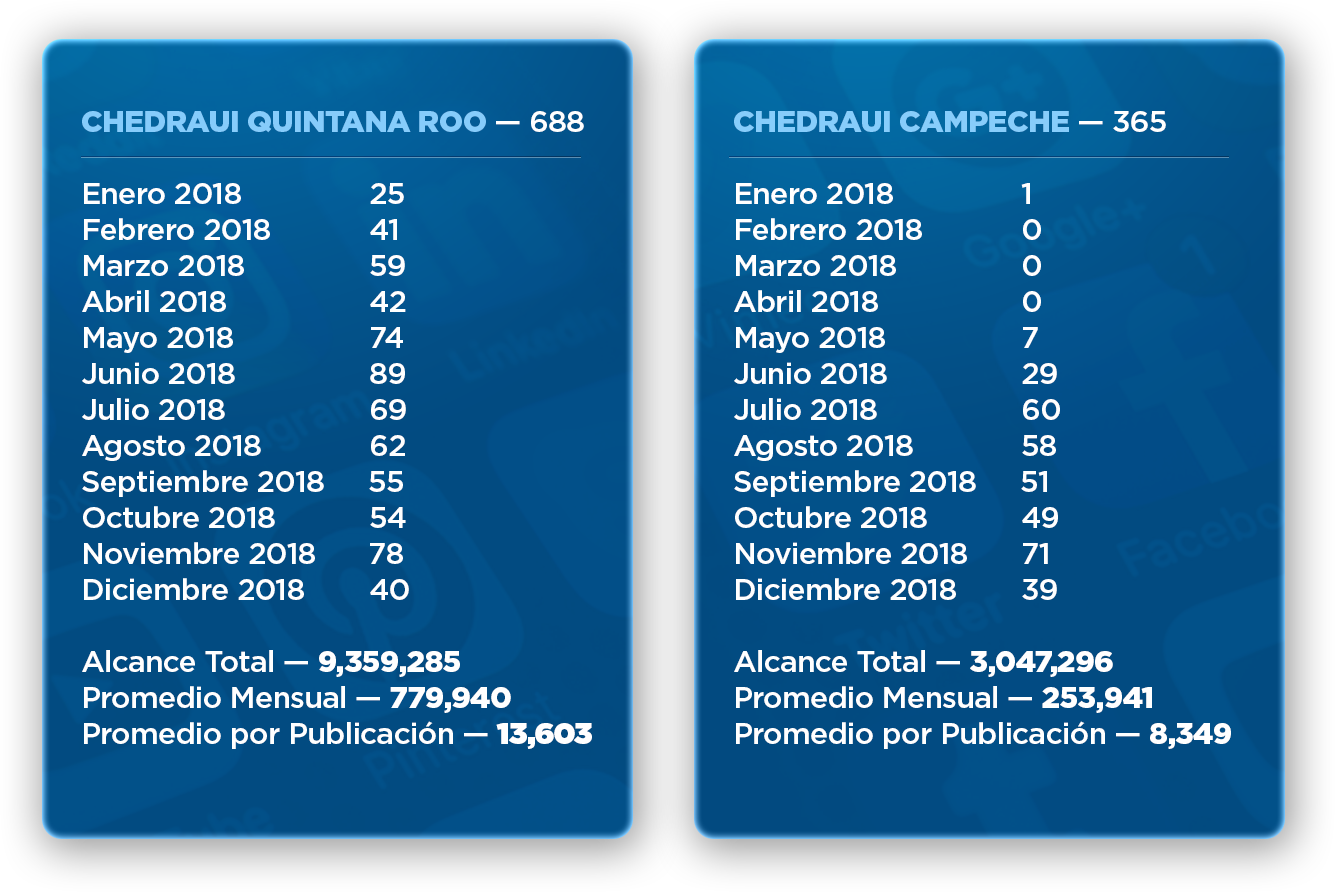 CHEDRAUI QUINTANA ROO — 688
Enero 2018 25
Febrero 2018 41
Marzo 2018 59
Abril 2018 42
Mayo 2018 74
Junio 2018 89
Julio 2018 69
Agosto 2018 62
Septiembre 2018 55
Octubre 2018 54
Noviembre 2018 78
Diciembre 2018 40
Alcance Total — 9,359,285
Promedio Mensual — 779,940
Promedio por Publicación — 13,603
LinkedIn
Pinterest
CHEDRAUI CAMPECHE — 365
Enero 2018 1
Febrero 2018 0
Marzo 2018 0
Abril 2018 0
Mayo 2018 7
Junio 2018 29
Julio 2018 60
Agosto 2018 58
Septiembre 2018 51
Octubre 2018 49
Noviembre 2018 71
Diciembre 2018 39
Alcance Total — 3,047,296
Promedio Mensual — 253,941
Promedio por Publicación — 8,349
Google+
Facebo
Twitter